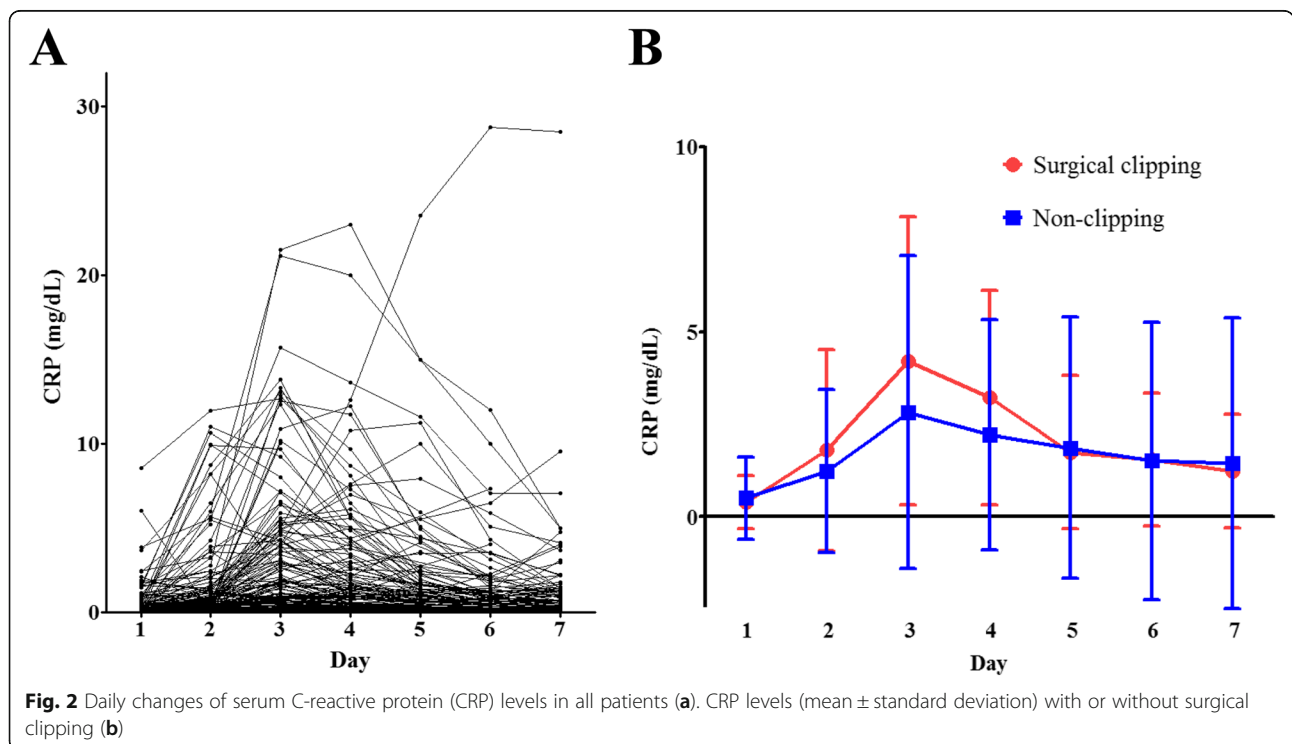 A
30
20
10
0
CRP (mg/dL)
1 2 3 4 5 6 7
Day
B
10
5
0
CRP (mg/dL)
Surgical clipping
Non-clipping
1 2 3 4 5 6 7
Day
Fig. 2 Daily changes of serum C-reactive protein (CRP) levels in all patients (a). CRP levels (mean ± standard deviation) with or without surgical
clipping (b)